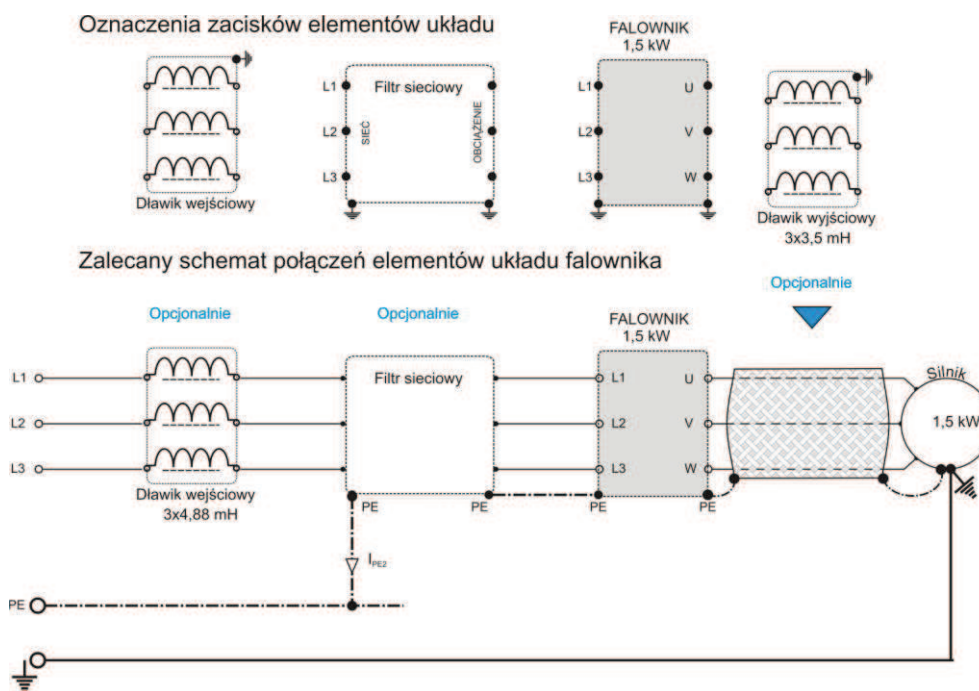 Oznaczenia zacisków elementów układu
Dławik wejściowy
L1
L2
L3
Filtr sieciowy
SIEĆ
OBCIĄŻENIE
FALOWNIK
1,5 kW
L1
L2
L3
U
V
W
Dławik wyjściowy
3x3,5 mH
Zalecany schemat połączeń elementów układu falownika
Opcjonalnie
Opcjonalnie
Opcjonalnie
L1
L2
L3
Dławik wejściowy
3x4,88 mH
Filtr sieciowy
PE
PE
FALOWNIK
1,5 kW
L1
L2
L3
U
V
W
PE
PE
Silnik
1,5 kW
IPE2
PE